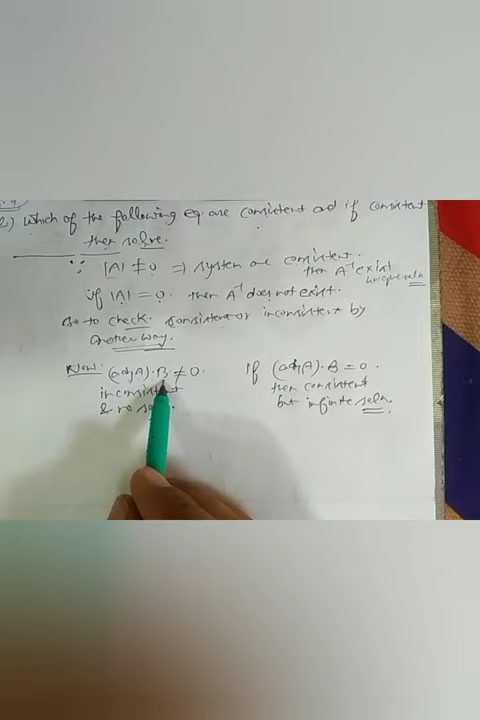 2.) Which of the following eq. are consistent ad if consistent
then solve.
∵ |A| ≠ 0 ⇒ system are consistent.
then A⁻¹ exist
unique soln
if |A| = 0. then A⁻¹ does not exist.
so to check. consistent or inconsistent by
another way.
Now: (adj A)·B ≠ 0.
inconsistent
& no soln.
If (adj A)·B = 0.
then consistent
but infinite soln.